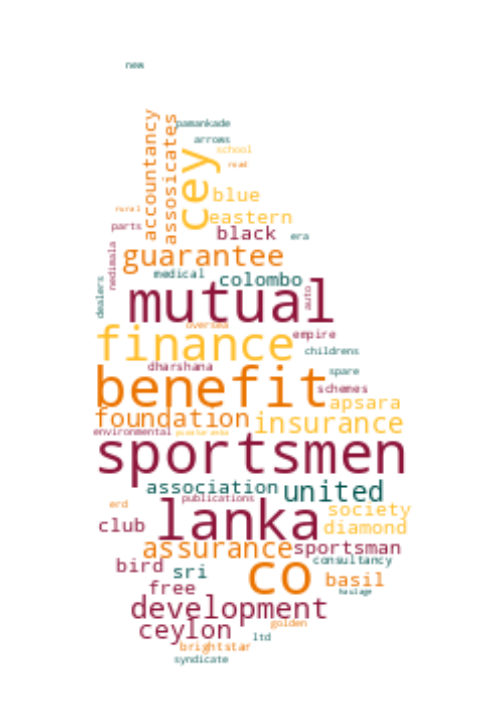 new
accountancy
assosicates
pamankade
arrows
school
road
cey
blue
rural
eastern
parts
black
era
nedimala
guarantee
medical
colombo
dealers
mutual
auto
oversea
finance
empire
childrens
dharshana
spare
benefit
schemes
apsara
foundation
insurance
environmental
sportsmen
association
united
publications
erd
lanka
society
club
diamond
assurance
sportsman
consultancy
bird
sri
co
basil
free
haulage
development
ceylon
golden
ltd
brightstar
syndicate